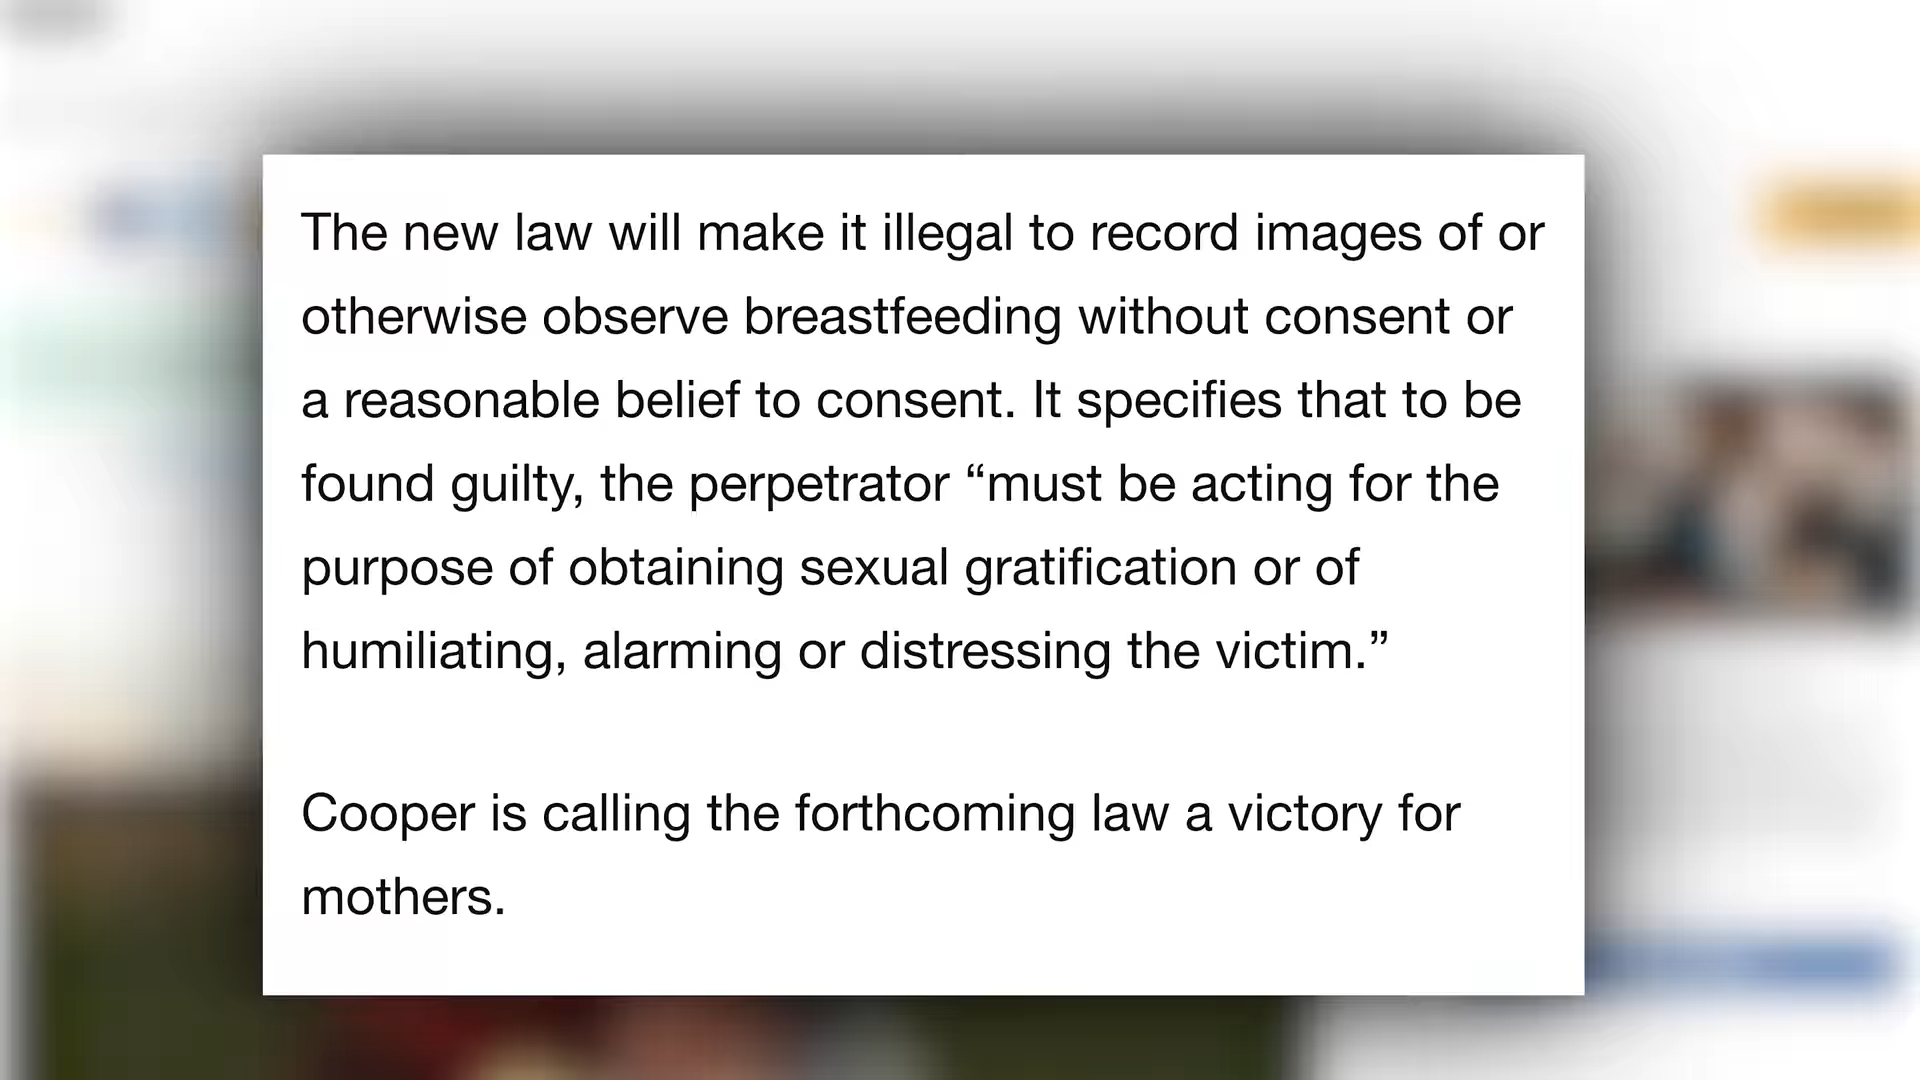 The new law will make it illegal to record images of or
otherwise observe breastfeeding without consent or
a reasonable belief to consent. It specifies that to be
found guilty, the perpetrator “must be acting for the
purpose of obtaining sexual gratification or of
humiliating, alarming or distressing the victim.”
Cooper is calling the forthcoming law a victory for
mothers.